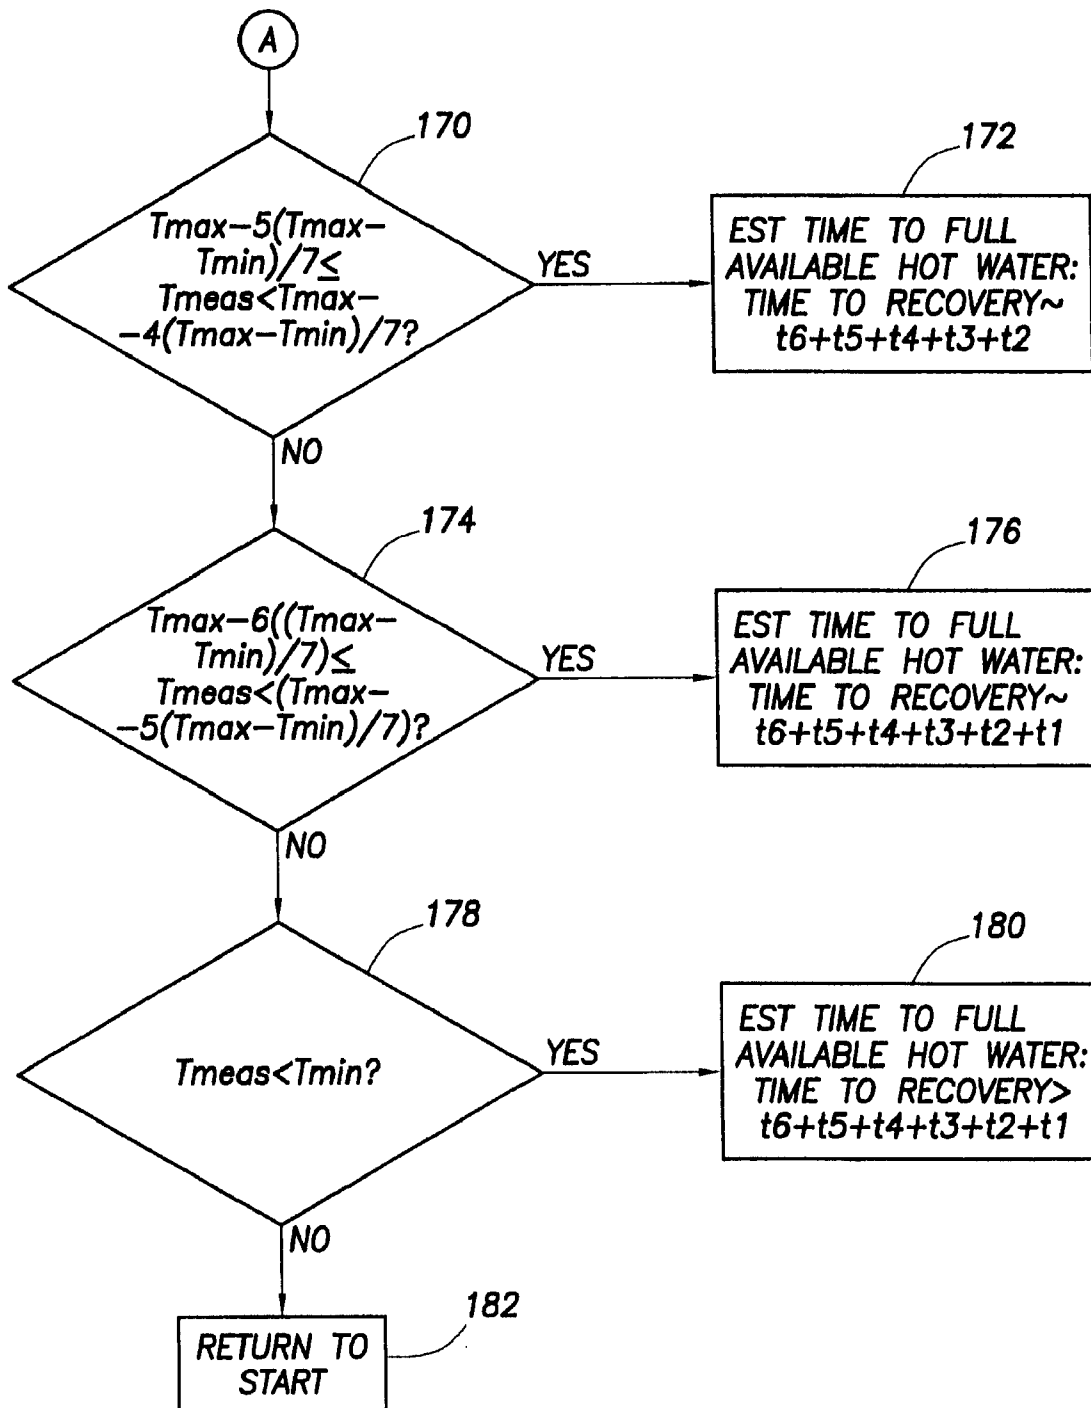 A
170
Tmax-5(Tmax-
Tmin)/7≤
Tmeas<Tmax-
-4(Tmax-Tmin)/7?
YES
172
EST TIME TO FULL
AVAILABLE HOT WATER:
TIME TO RECOVERY~
t6+t5+t4+t3+t2
NO
174
Tmax-6((Tmax-
Tmin)/7)≤
Tmeas<(Tmax-
-5(Tmax-Tmin)/7)?
YES
176
EST TIME TO FULL
AVAILABLE HOT WATER:
TIME TO RECOVERY~
t6+t5+t4+t3+t2+t1
NO
178
Tmeas<Tmin?
YES
180
EST TIME TO FULL
AVAILABLE HOT WATER:
TIME TO RECOVERY>
t6+t5+t4+t3+t2+t1
NO
182
RETURN TO
START